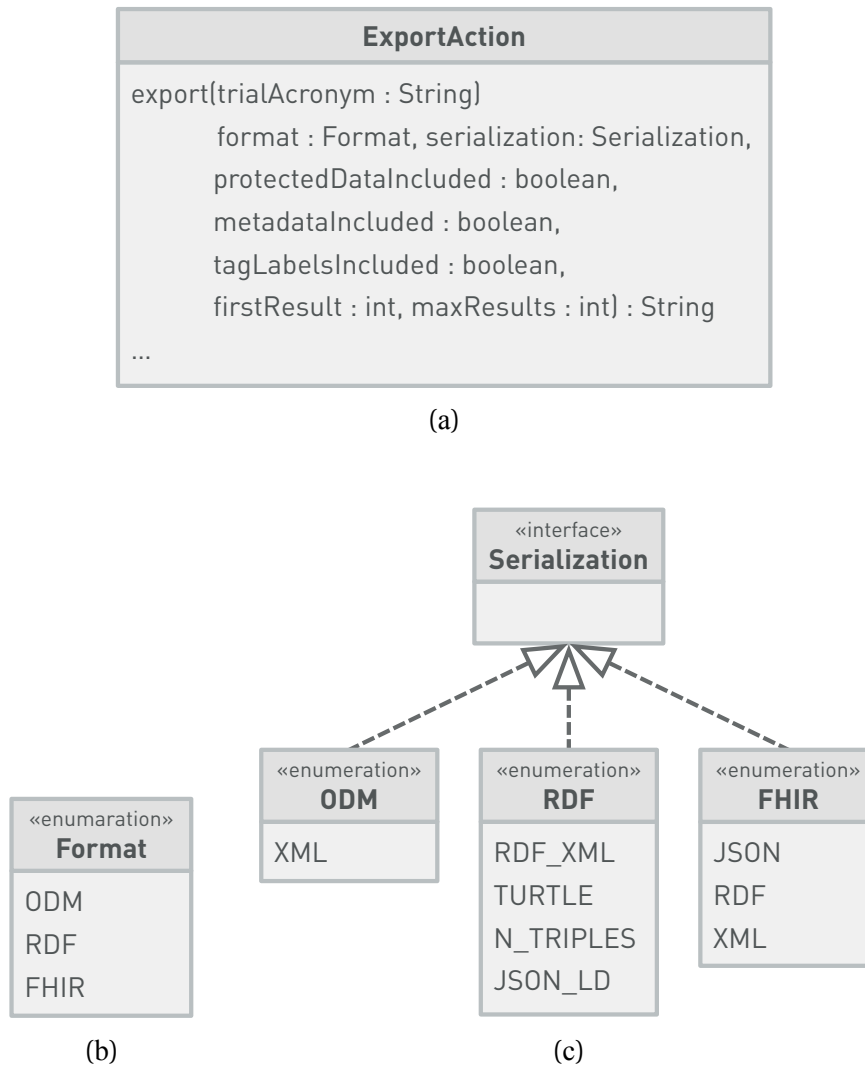 ExportAction
export(trialAcronym : String)
format : Format, serialization: Serialization,
protectedDataIncluded : boolean,
metadataIncluded : boolean,
tagLabelsIncluded : boolean,
firstResult : int, maxResults : int) : String
...
(a)
«interface»
Serialization
«enumaration»
Format
ODM
RDF
FHIR
(b)
«enumeration»
ODM
XML
«enumeration»
RDF
RDF_XML
TURTLE
N_TRIPLES
JSON_LD
«enumeration»
FHIR
JSON
RDF
XML
(c)